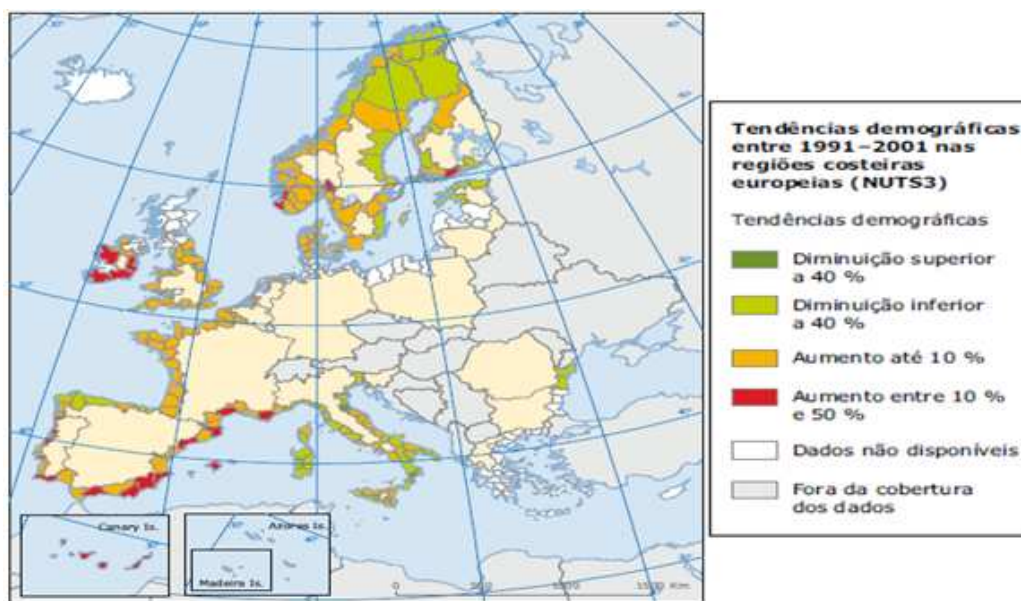 Tendências demográficas
entre 1991–2001 nas
regiões costeiras
europeias (NUTS3)
Tendências demográficas
Diminuição superior
a 40 %
Diminuição inferior
a 40 %
Aumento até 10 %
Aumento entre 10 %
e 50 %
Dados não disponíveis
Fora da cobertura
dos dados
Canary Is.
Azores Is.
Madeira Is.
0